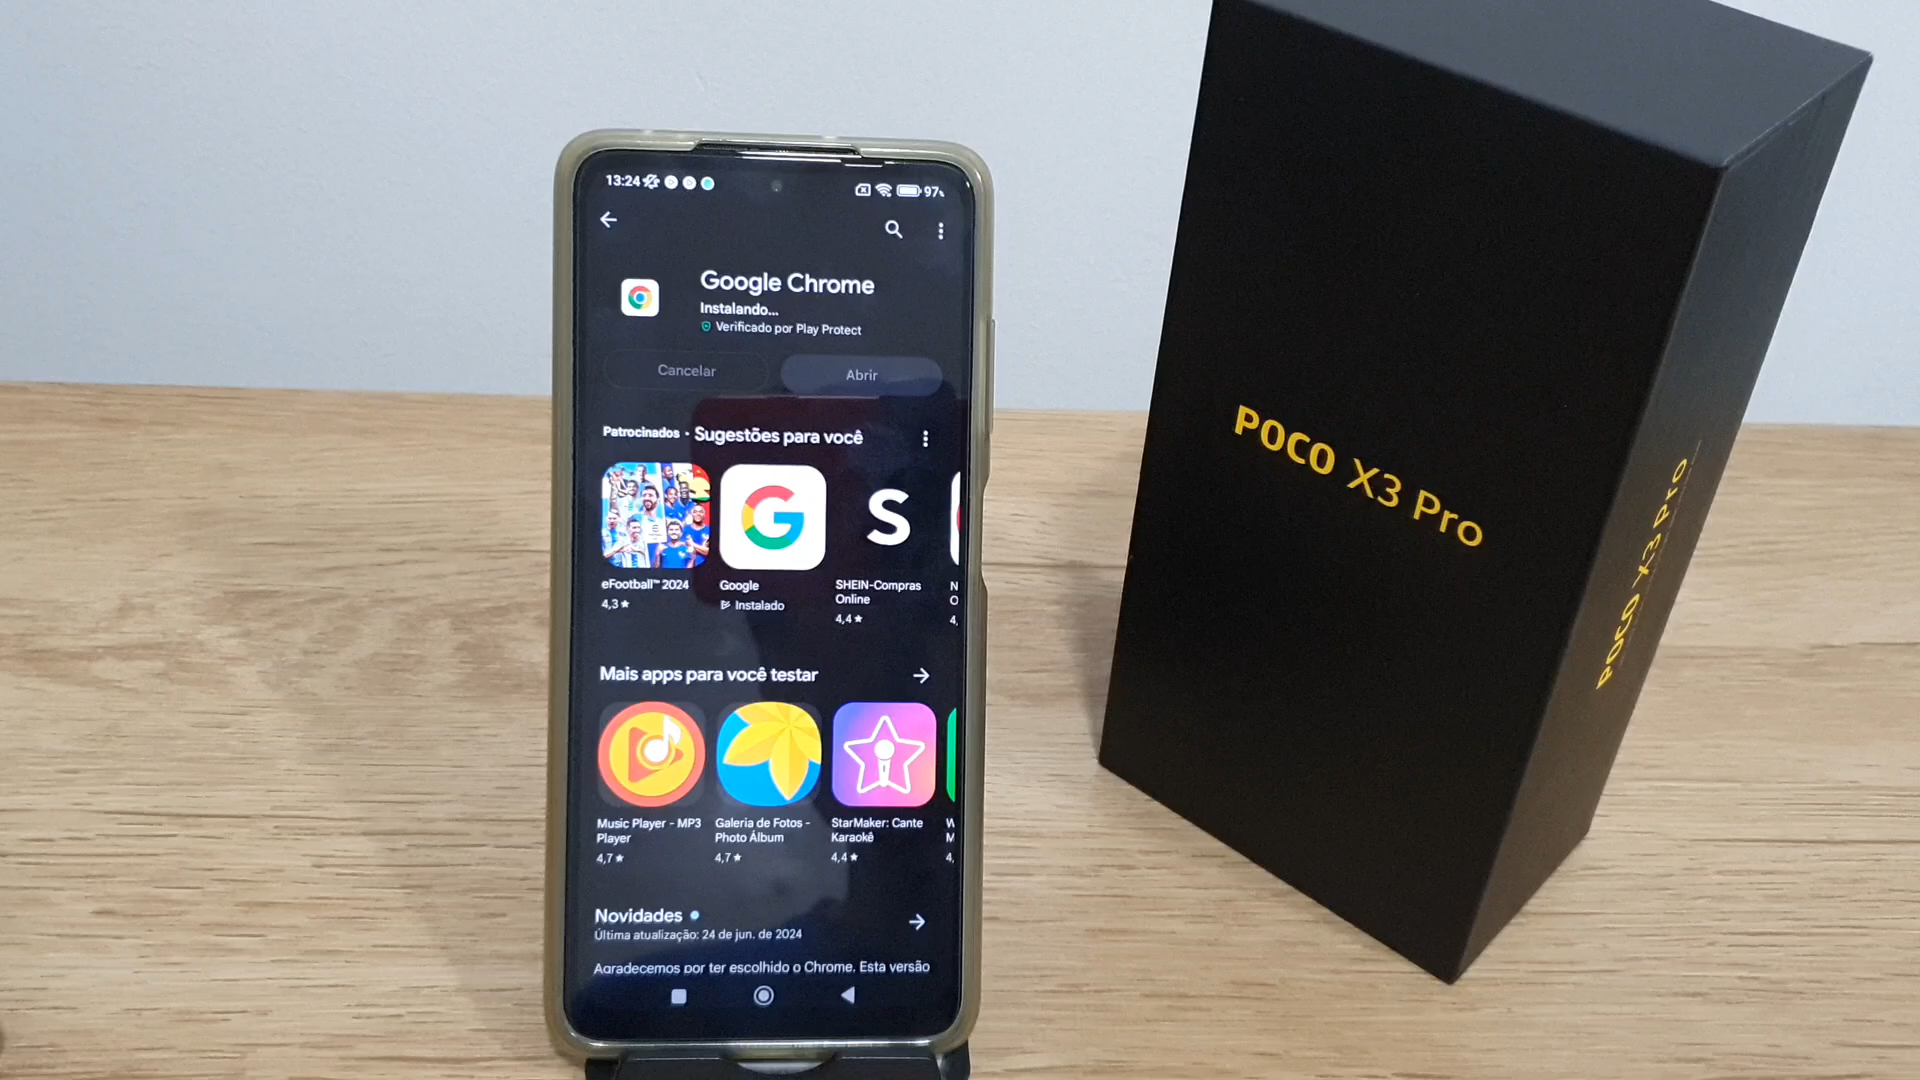 13:24
97%
Google Chrome
Instalando...
Verificado por Play Protect
Cancelar
Abrir
Patrocinados • Sugestões para você
eFootball™ 2024
4,3★
Google
Instalado
S
SHEIN-Compras
Online
4,4★
N
O
4,
Mais apps para você testar
Music Player - MP3
Player
4,7★
Galeria de Fotos -
Photo Álbum
4,7★
StarMaker: Cante
Karaokê
4,4★
W
M
4,
Novidades
Última atualização: 24 de jun. de 2024
Agradecemos por ter escolhido o Chrome. Esta versão
POCO X3 Pro
POCO X3 Pro